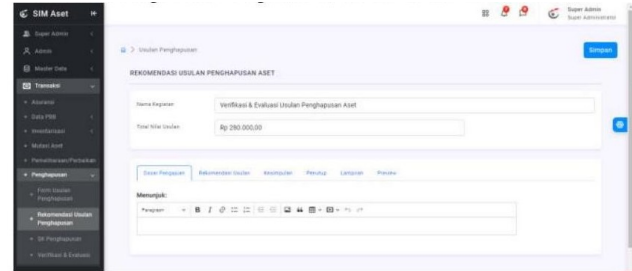 SIM Aset
Super Admin
Super Administrator
Super Admin
Admin
Master Data
Transaksi
Asuransi
Data PBB
Inventarisasi
Mutasi Aset
Pemeliharaan/Perbaikan
Penghapusan
Form Usulan
Penghapusan
Rekomendasi Usulan
Penghapusan
SK Penghapusan
Verifikasi & Evaluasi
Usulan Penghapusan
Simpan
REKOMENDASI USULAN PENGHAPUSAN ASET
Nama Kegiatan
Verifikasi & Evaluasi Usulan Penghapusan Aset
Total Nilai Usulan
Rp 280.000,00
Dasar Pengajuan Rekomendasi Usulan Kesimpulan Penutup Lampiran Preview
Menunjuk:
Paragraph